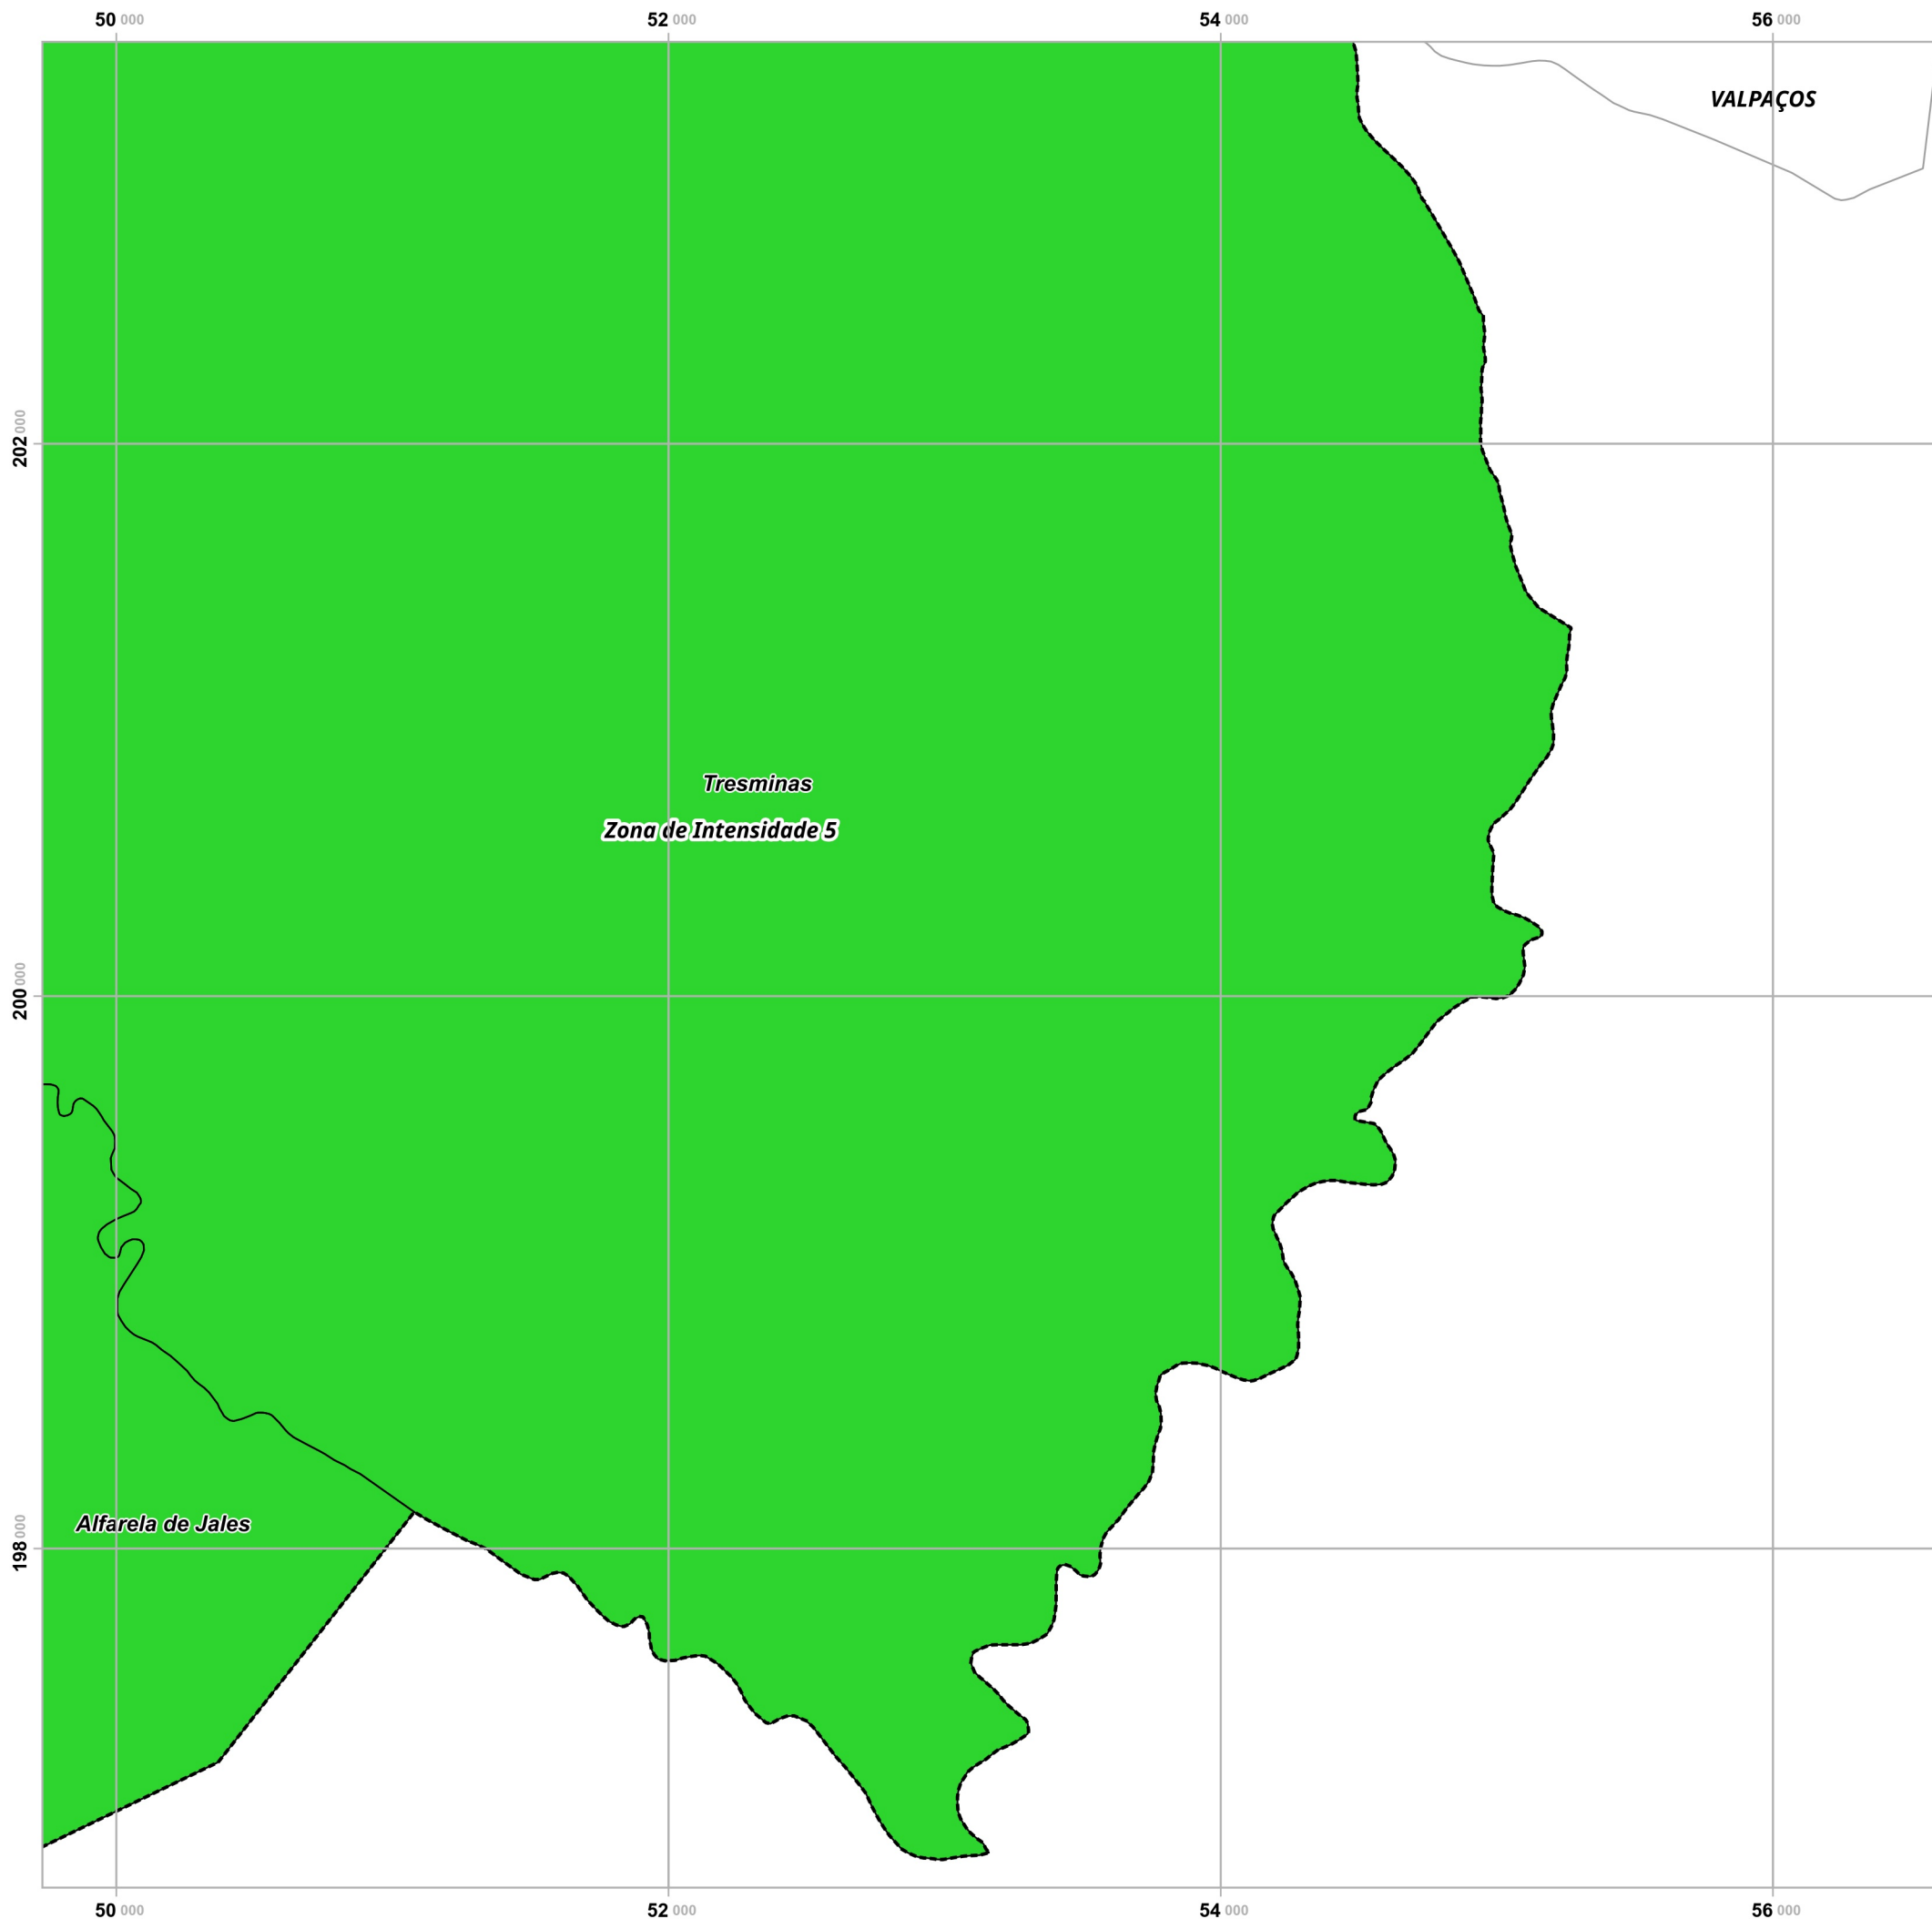 50 000 52 000 54 000 56 000
VALPAÇOS
202 000
Tresminas
Zona de Intensidade 5
200 000
Alfarela de Jales
198 000
50 000 52 000 54 000 56 000